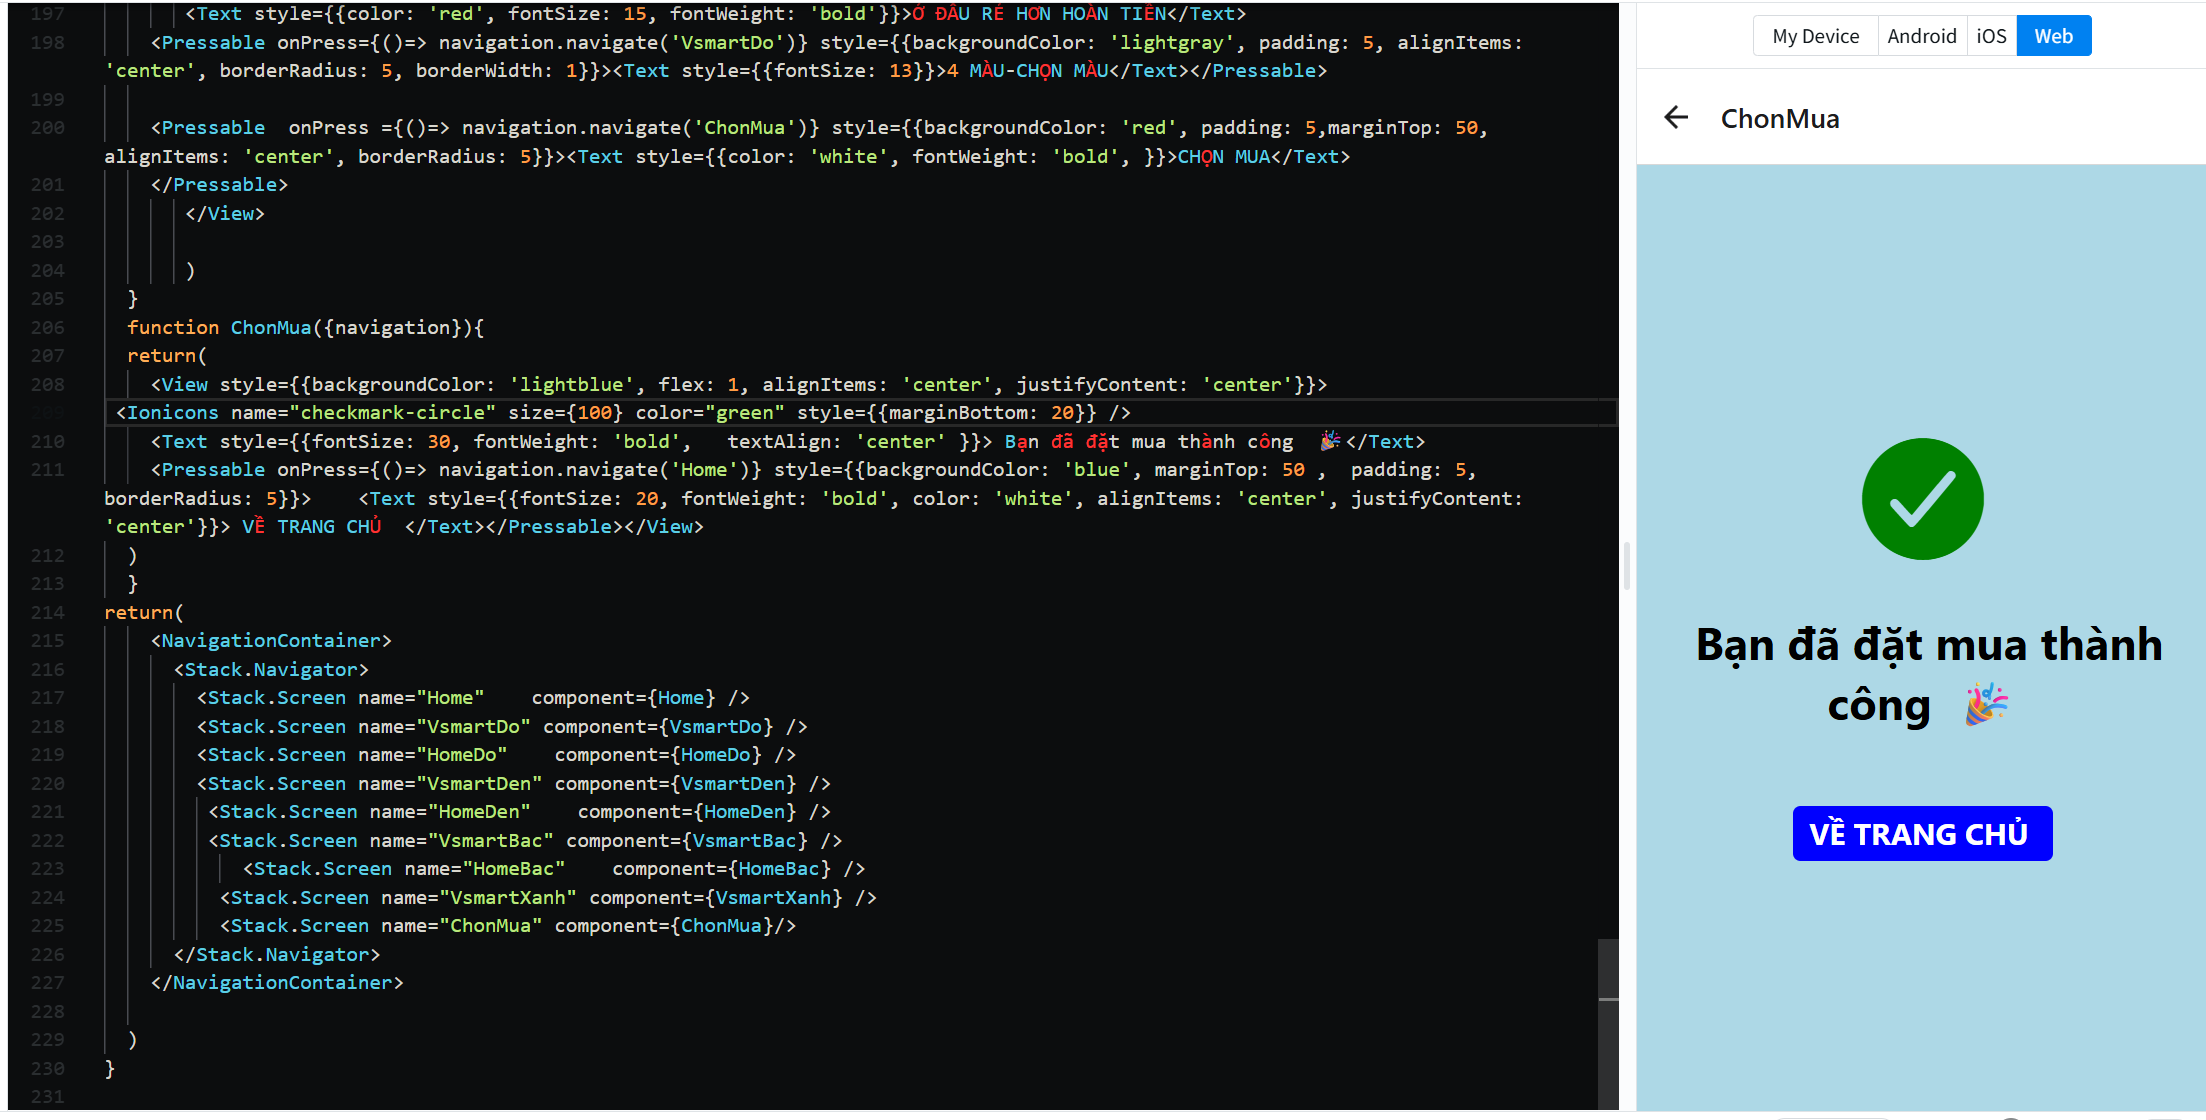 197 <Text style={{color: 'red', fontSize: 15, fontWeight: 'bold'}}>Ở ĐÂU RẺ HƠN HOÀN TIỀN</Text>
198 <Pressable onPress={()=> navigation.navigate('VsmartDo')} style={{backgroundColor: 'lightgray', padding: 5, alignItems:
'center', borderRadius: 5, borderWidth: 1}}><Text style={{fontSize: 13}}>4 MÀU-CHỌN MÀU</Text></Pressable>
199
200 <Pressable  onPress ={()=> navigation.navigate('ChonMua')} style={{backgroundColor: 'red', padding: 5,marginTop: 50,
alignItems: 'center', borderRadius: 5}}><Text style={{color: 'white', fontWeight: 'bold', }}>CHỌN MUA</Text>
201 </Pressable>
202 </View>
203
204 )
205 }
206 function ChonMua({navigation}){
207 return(
208 <View style={{backgroundColor: 'lightblue', flex: 1, alignItems: 'center', justifyContent: 'center'}}>
209 <Ionicons name="checkmark-circle" size={100} color="green" style={{marginBottom: 20}} />
210 <Text style={{fontSize: 30, fontWeight: 'bold',   textAlign: 'center' }}> Bạn đã đặt mua thành công  🎉</Text>
211 <Pressable onPress={()=> navigation.navigate('Home')} style={{backgroundColor: 'blue', marginTop: 50 ,  padding: 5,
borderRadius: 5}}>    <Text style={{fontSize: 20, fontWeight: 'bold', color: 'white', alignItems: 'center', justifyContent:
'center'}}> VỀ TRANG CHỦ  </Text></Pressable></View>
212 )
213 }
214 return(
215 <NavigationContainer>
216 <Stack.Navigator>
217 <Stack.Screen name="Home"    component={Home} />
218 <Stack.Screen name="VsmartDo" component={VsmartDo} />
219 <Stack.Screen name="HomeDo"    component={HomeDo} />
220 <Stack.Screen name="VsmartDen" component={VsmartDen} />
221 <Stack.Screen name="HomeDen"    component={HomeDen} />
222 <Stack.Screen name="VsmartBac" component={VsmartBac} />
223 <Stack.Screen name="HomeBac"    component={HomeBac} />
224 <Stack.Screen name="VsmartXanh" component={VsmartXanh} />
225 <Stack.Screen name="ChonMua" component={ChonMua}/>
226 </Stack.Navigator>
227 </NavigationContainer>
228
229 )
230 }
231
My Device Android iOS Web
ChonMua
Bạn đã đặt mua thành
công 🎉
VỀ TRANG CHỦ